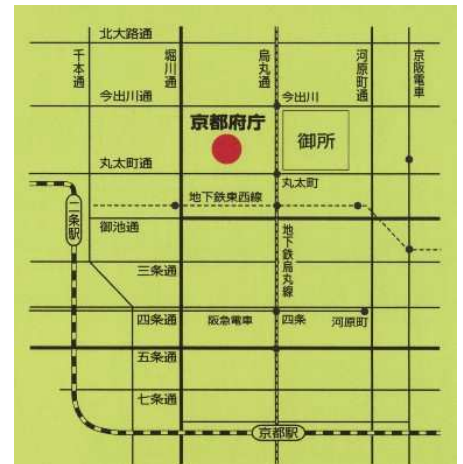 北大路通
千本通
堀川通
烏丸通
河原町通
京阪電車
今出川通
今出川
京都府庁
御所
丸太町通
丸太町
地下鉄東西線
二条駅
御池通
地下鉄烏丸線
三条通
四条通
阪急電車
四条
河原町
五条通
七条通
京都駅